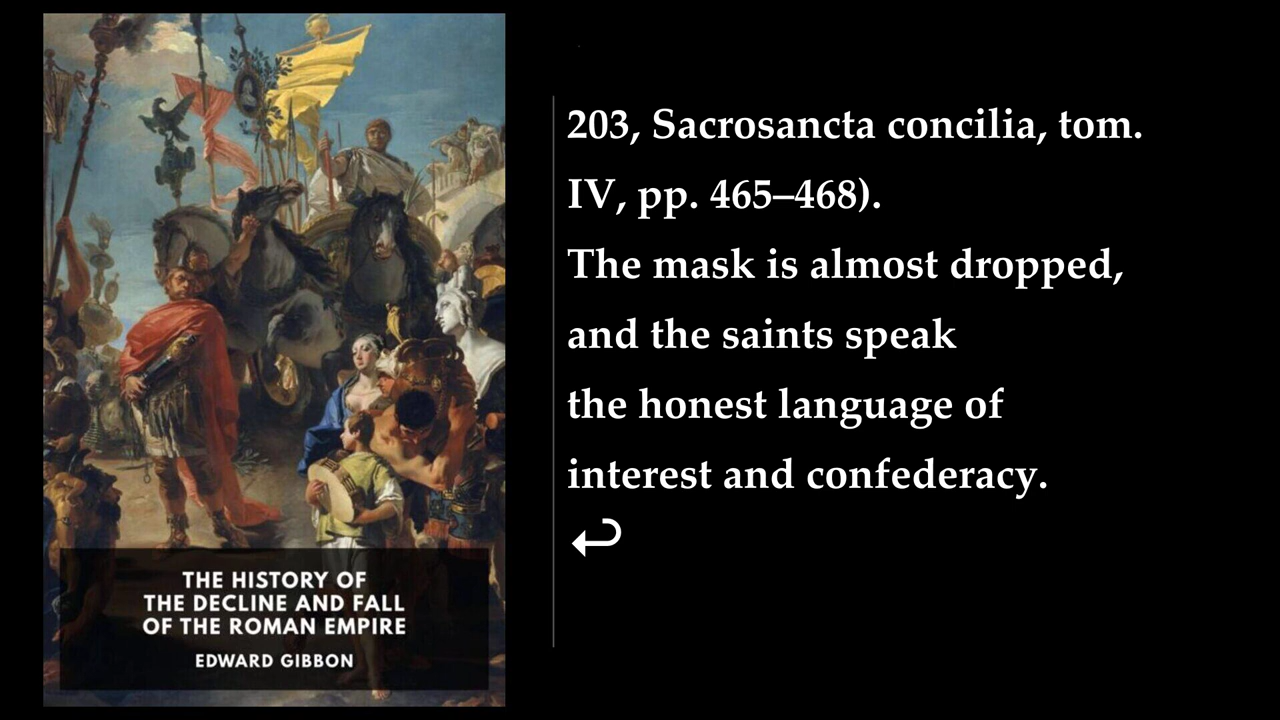 203, Sacrosancta concilia, tom.
IV, pp. 465–468).
The mask is almost dropped,
and the saints speak
the honest language of
interest and confederacy.
↩
THE HISTORY OF
THE DECLINE AND FALL
OF THE ROMAN EMPIRE
EDWARD GIBBON